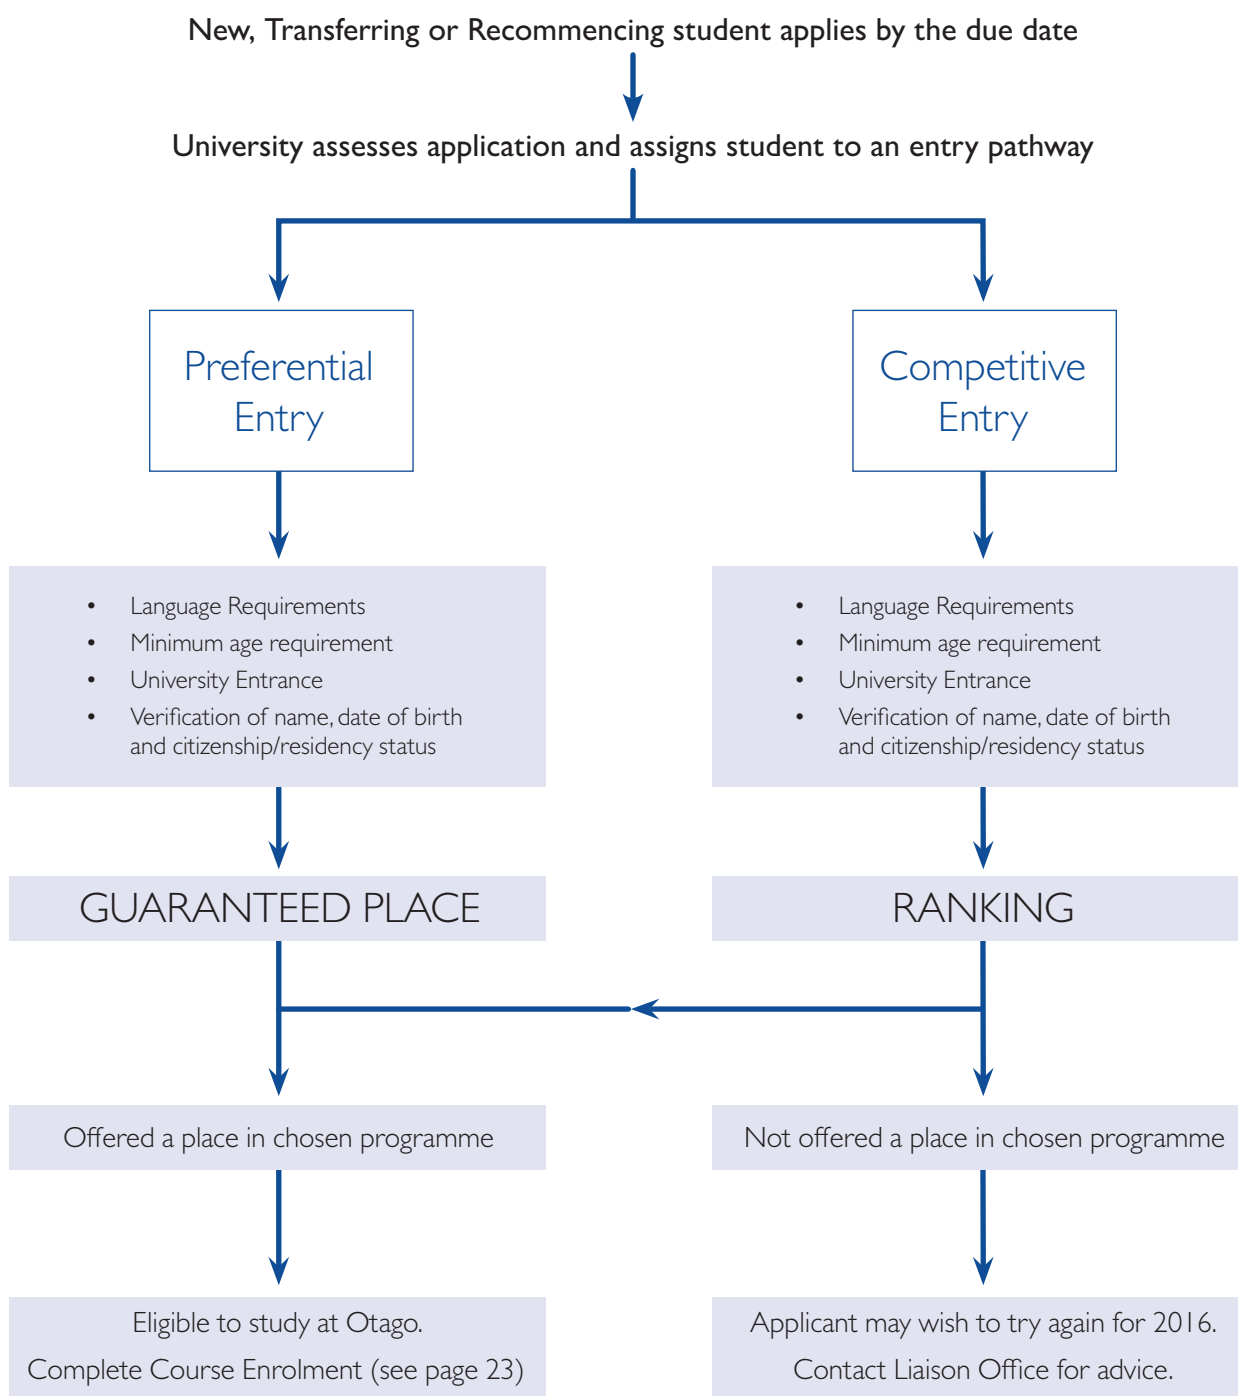 New, Transferring or Recommencing student applies by the due date
University assesses application and assigns student to an entry pathway
Preferential
Entry
Competitive
Entry
• Language Requirements
• Minimum age requirement
• University Entrance
• Verification of name, date of birth
and citizenship/residency status
• Language Requirements
• Minimum age requirement
• University Entrance
• Verification of name, date of birth
and citizenship/residency status
GUARANTEED PLACE
RANKING
Offered a place in chosen programme
Not offered a place in chosen programme
Eligible to study at Otago.
Complete Course Enrolment (see page 23)
Applicant may wish to try again for 2016.
Contact Liaison Office for advice.